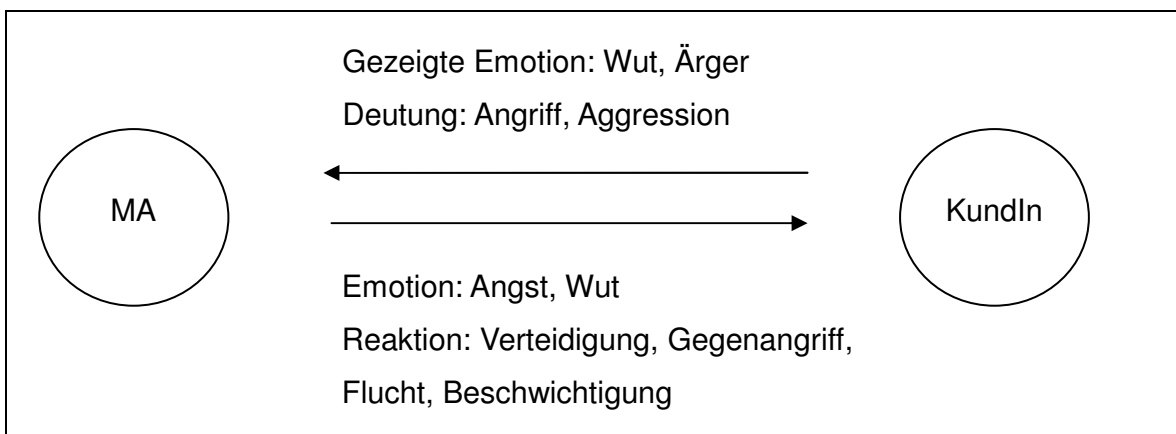 Gezeigte Emotion: Wut, Ärger
Deutung: Angriff, Aggression
MA
KundIn
Emotion: Angst, Wut
Reaktion: Verteidigung, Gegenangriff,
Flucht, Beschwichtigung